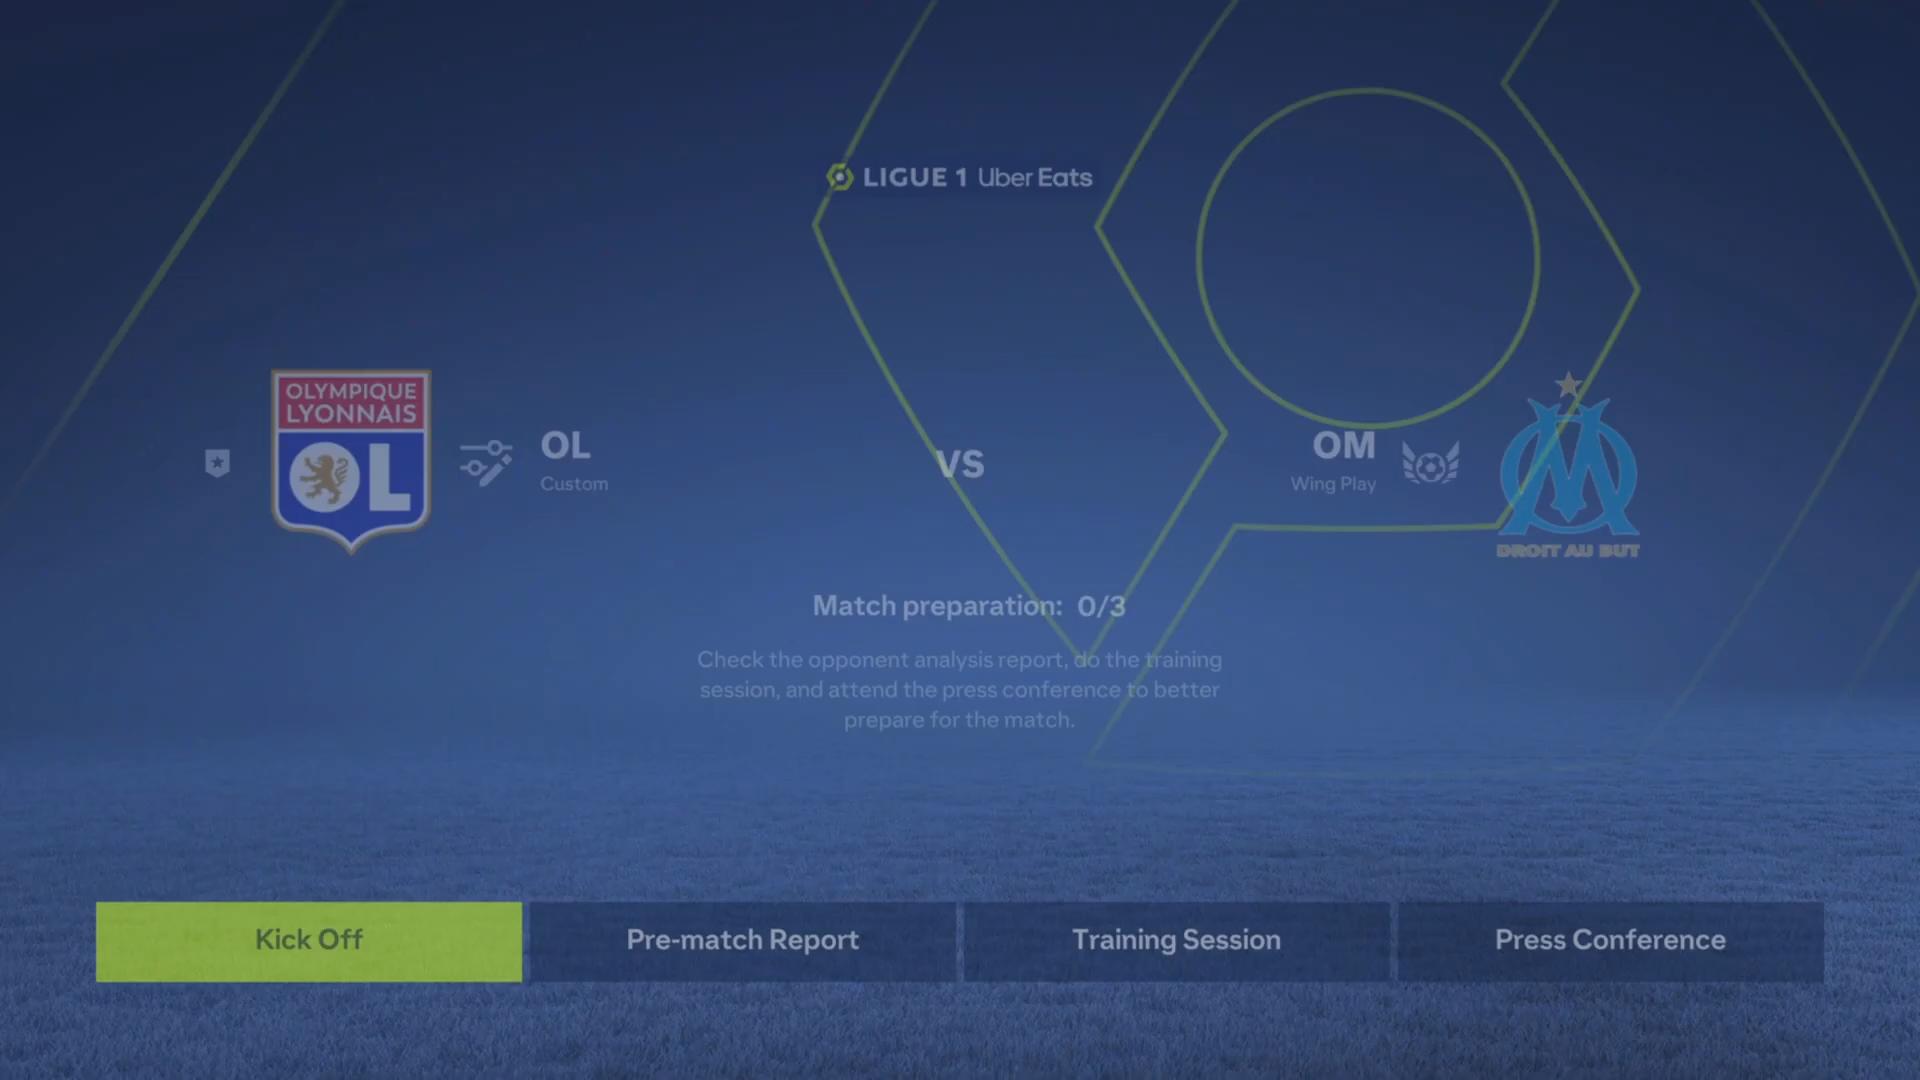 LIGUE 1 Uber Eats
OLYMPIQUE
LYONNAIS
OL
OL
Custom
VS
OM
Wing Play
M
DROIT AU BUT
Match preparation: 0/3
Check the opponent analysis report, do the training
session, and attend the press conference to better
prepare for the match.
Kick Off
Pre-match Report
Training Session
Press Conference